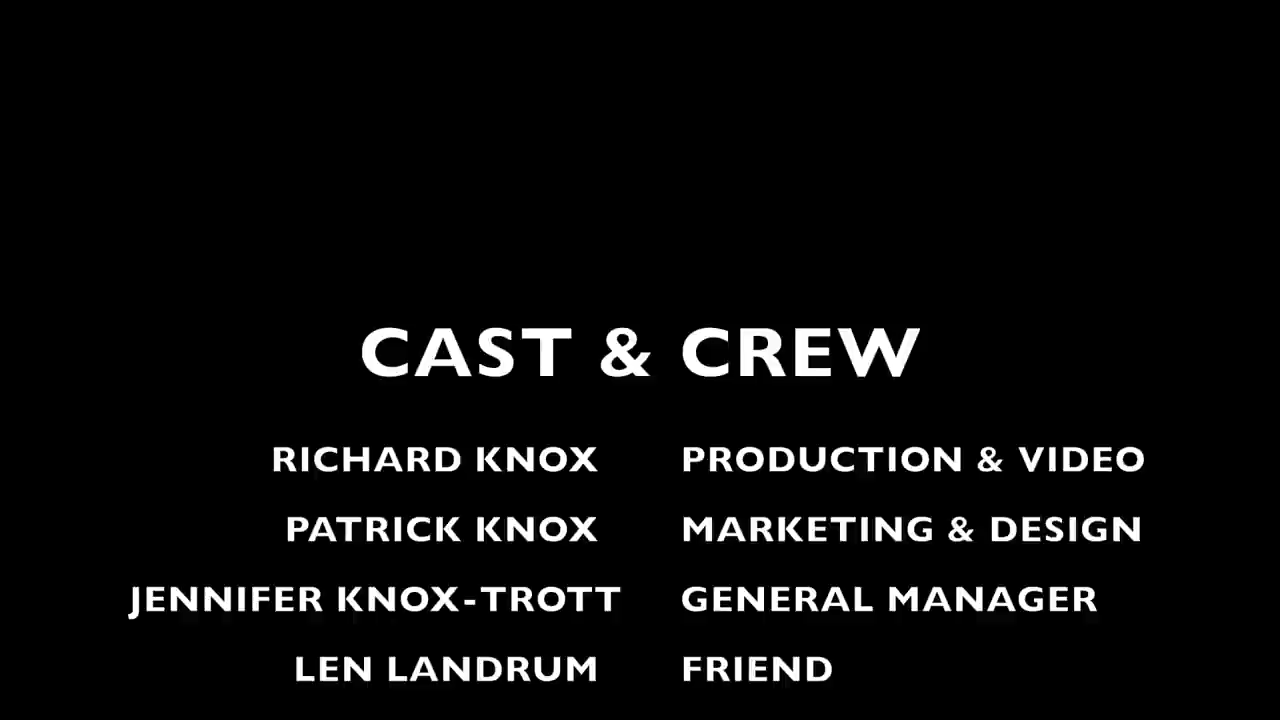 CAST & CREW
RICHARD KNOX PRODUCTION & VIDEO
PATRICK KNOX MARKETING & DESIGN
JENNIFER KNOX-TROTT GENERAL MANAGER
LEN LANDRUM FRIEND